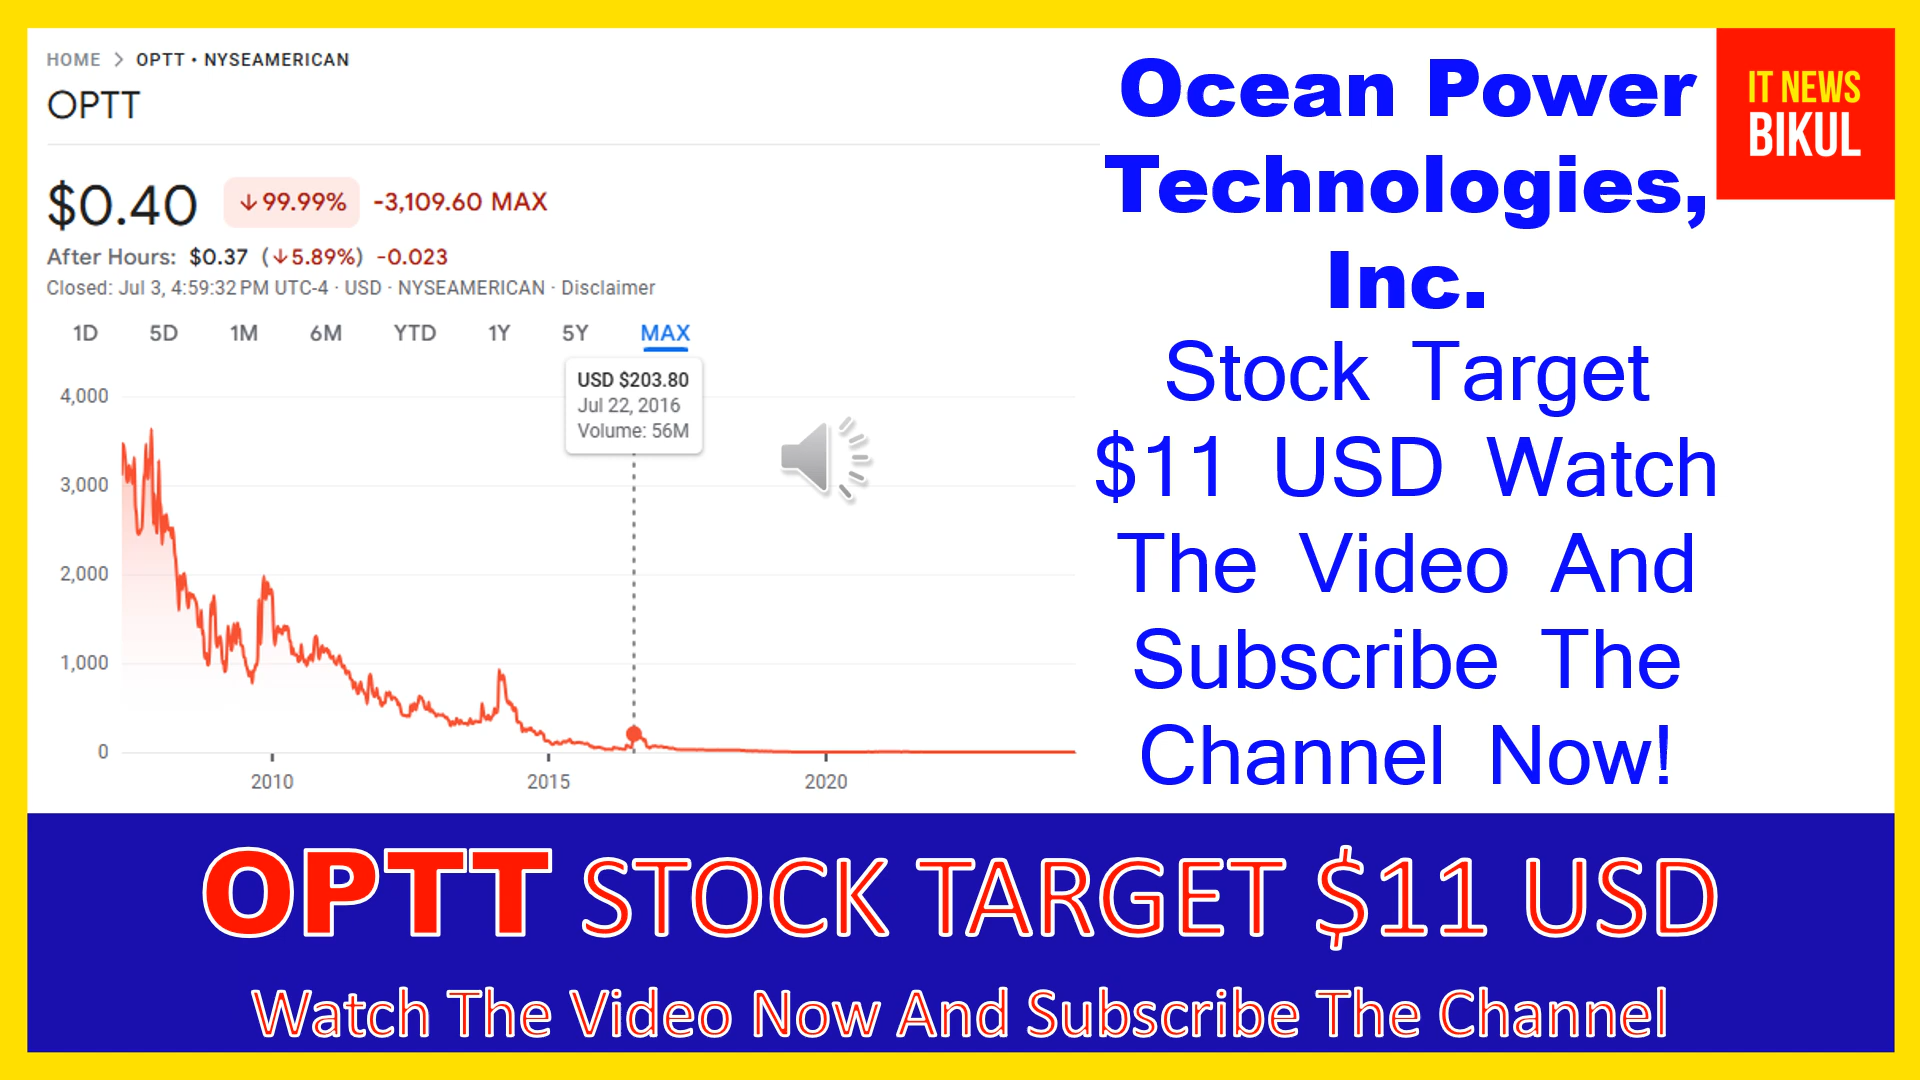 HOME > OPTT • NYSEAMERICAN
OPTT
$0.40 ↓99.99% -3,109.60 MAX
After Hours: $0.37 (↓5.89%) -0.023
Closed: Jul 3, 4:59:32 PM UTC-4 · USD · NYSEAMERICAN · Disclaimer
1D 5D 1M 6M YTD 1Y 5Y MAX
USD $203.80
Jul 22, 2016
Volume: 56M
4,000
3,000
2,000
1,000
0
2010 2015 2020
Ocean Power
Technologies,
Inc.
Stock Target
$11 USD Watch
The Video And
Subscribe The
Channel Now!
IT NEWS
BIKUL
OPTT STOCK TARGET $11 USD
Watch The Video Now And Subscribe The Channel